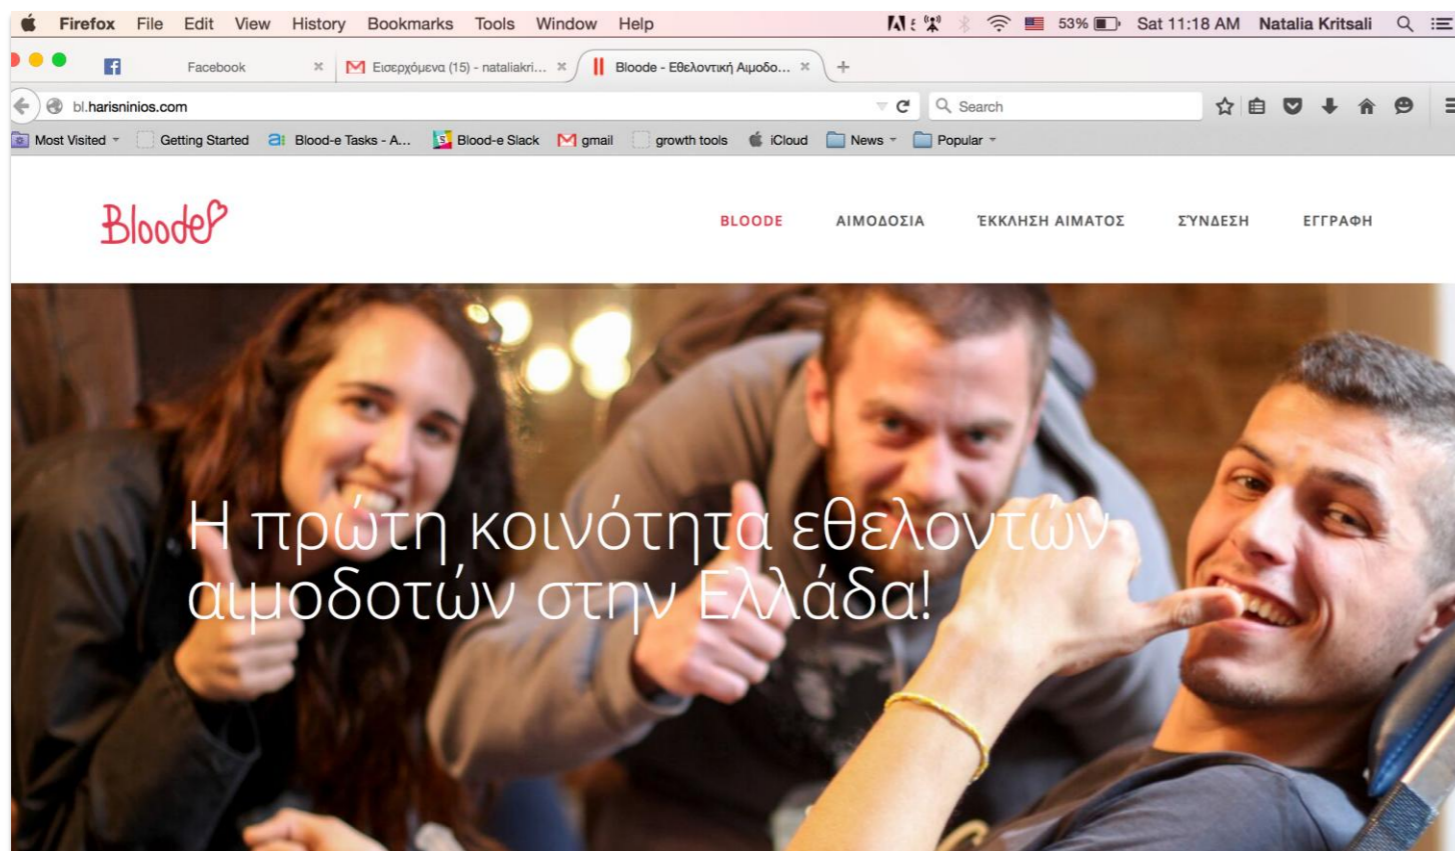 Firefox File Edit View History Bookmarks Tools Window Help 53% Sat 11:18 AM Natalia Kritsali
Facebook Εισερχόμενα (15) - nataliakri... Bloode - Εθελοντική Αιμοδο...
bl.harisninios.com Search
Most Visited Getting Started Blood-e Tasks - A... Blood-e Slack gmail growth tools iCloud News Popular
Bloode BLOODE ΑΙΜΟΔΟΣΙΑ ΈΚΚΛΗΣΗ ΑΙΜΑΤΟΣ ΣΎΝΔΕΣΗ ΕΓΓΡΑΦΗ
Η πρώτη κοινότητα εθελοντών
αιμοδοτών στην Ελλάδα!